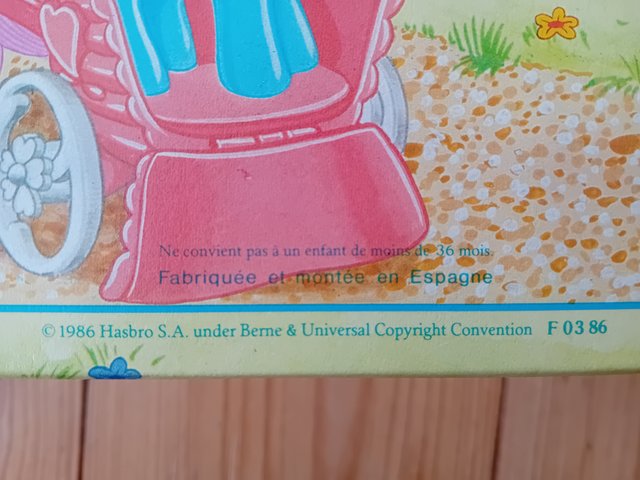 Ne convient pas à un enfant de moins de 36 mois.
Fabriquée et montée en Espagne
© 1986 Hasbro S.A. under Berne & Universal Copyright Convention F 03 86